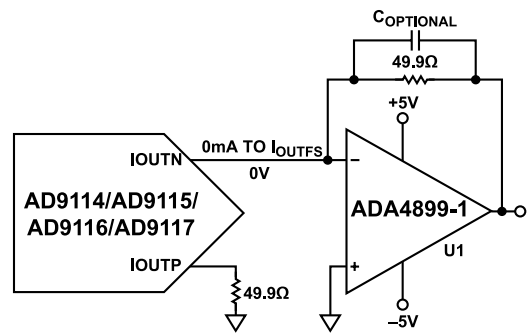 COPTIONAL
49.9Ω
+5V
0mA TO IOUTFS
IOUTN
0V
−
AD9114/AD9115/
AD9116/AD9117
ADA4899-1
U1
IOUTP
+
49.9Ω
–5V